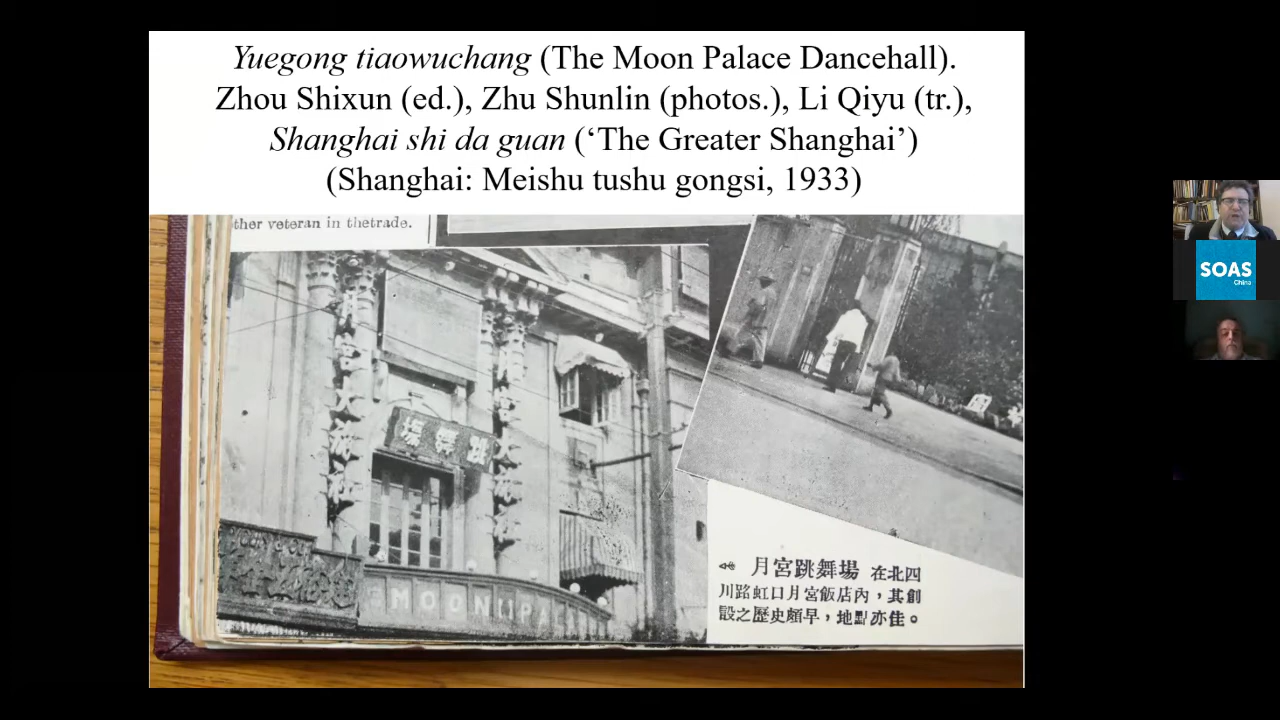 Yuegong tiaowuchang (The Moon Palace Dancehall).
Zhou Shixun (ed.), Zhu Shunlin (photos.), Li Qiyu (tr.),
Shanghai shi da guan (‘The Greater Shanghai’)
(Shanghai: Meishu tushu gongsi, 1933)
ther veteran in thetrade.
場舞跳
MOON PA
月宮跳舞場 在北四
川路虹口月宮飯店內，其創
設之歷史頗早，地點亦佳。
SOAS
China